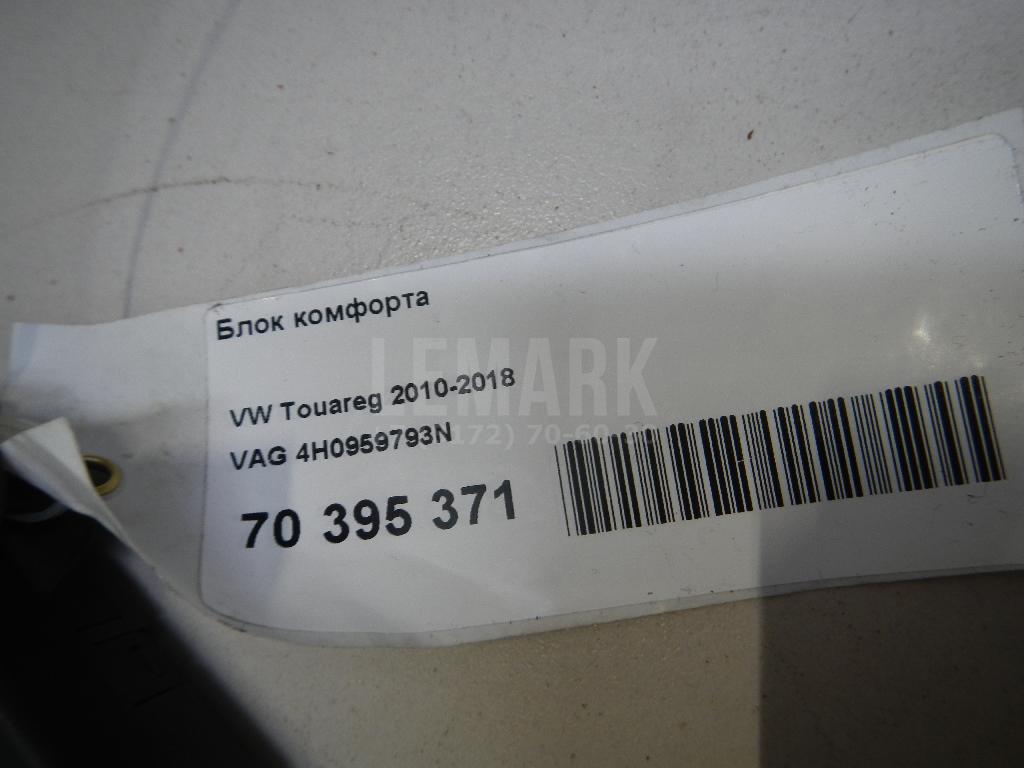 Блок комфорта
LEMARK
VW Touareg 2010-2018
VAG 4H0959793N
70 395 371